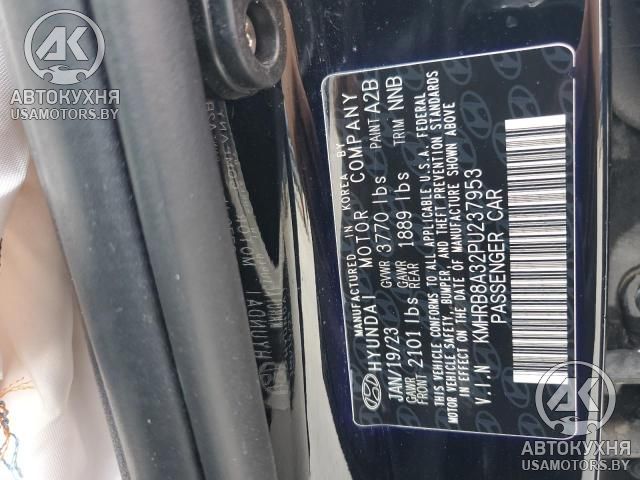 AK
АВТОКУХНЯ
USAMOTORS.BY
MANUFACTURED IN KOREA BY
HYUNDAI MOTOR COMPANY
JAN/19/23 GVWR 3770 lbs PAINT A2B
GAWR FRONT 2101 lbs GAWR REAR 1889 lbs TRIM NNB
THIS VEHICLE CONFORMS TO ALL APPLICABLE U.S.A. FEDERAL
MOTOR VEHICLE SAFETY, BUMPER, AND THEFT PREVENTION STANDARDS
IN EFFECT ON THE DATE OF MANUFACTURE SHOWN ABOVE
V.I.N KMHRB8A32PU237953
PASSENGER CAR
AK
АВТОКУХНЯ
USAMOTORS.BY